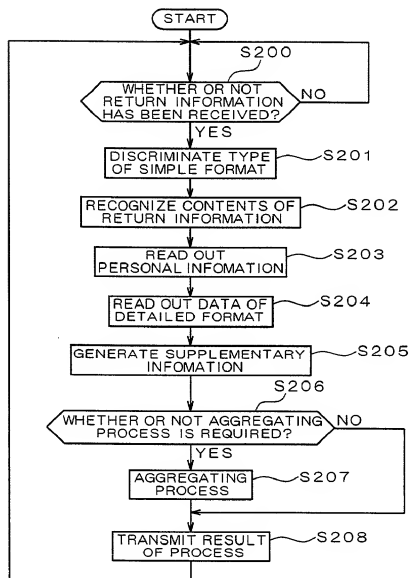 START
S200
WHETHER OR NOT
RETURN INFORMATION
HAS BEEN RECEIVED?
NO
YES
DISCRIMINATE TYPE
OF SIMPLE FORMAT
S201
RECOGNIZE CONTENTS OF
RETURN INFORMATION
S202
READ OUT
PERSONAL INFOMATION
S203
READ OUT DATA OF
DETAILED FORMAT
S204
GENERATE SUPPLEMENTARY
INFOMATION
S205
S206
WHETHER OR NOT AGGREGATING
PROCESS IS REQUIRED?
NO
YES
AGGREGATING
PROCESS
S207
TRANSMIT RESULT
OF PROCESS
S208